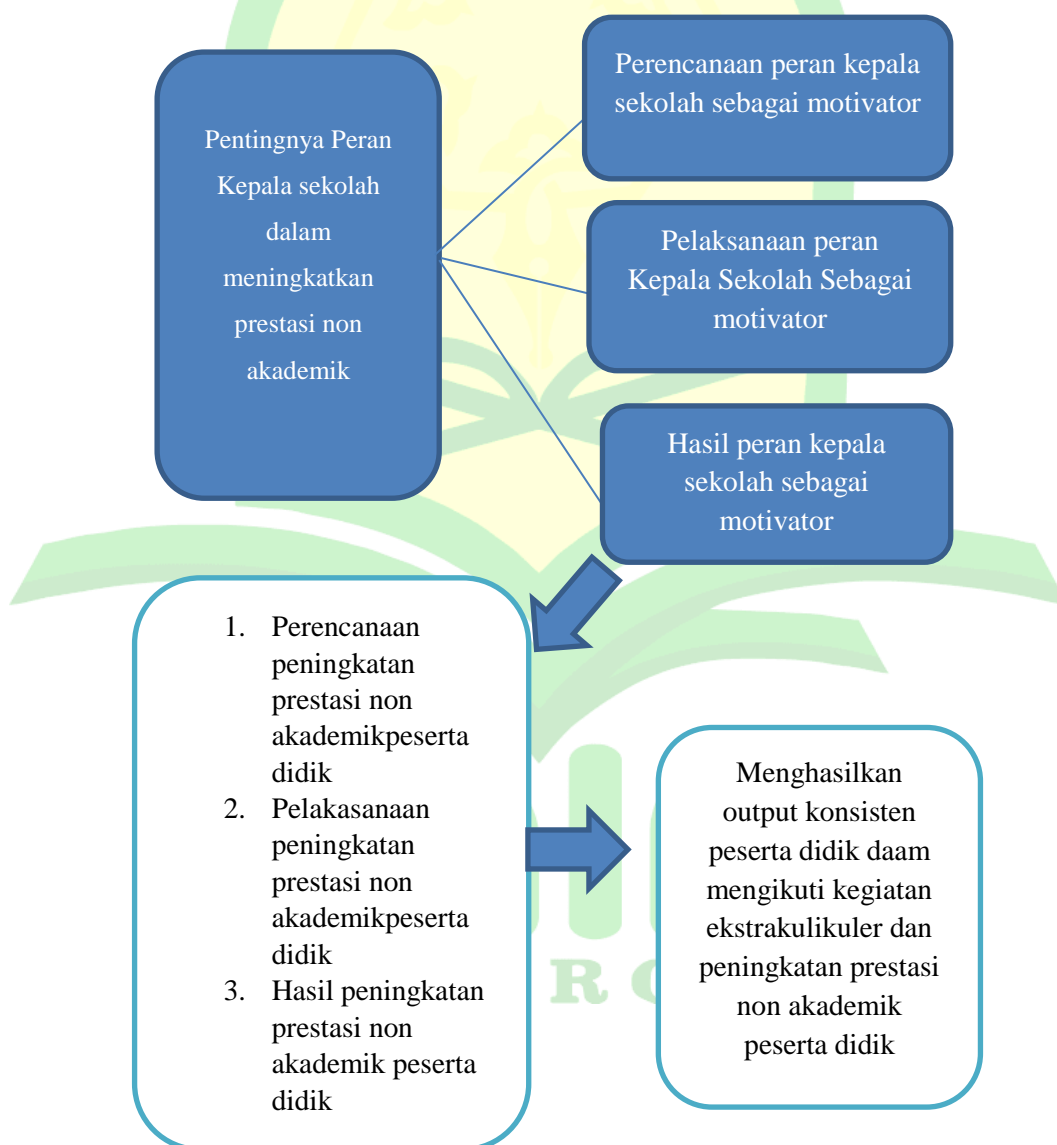 Pentingnya Peran
Kepala sekolah
dalam
meningkatkan
prestasi non
akademik
Perencanaan peran kepala
sekolah sebagai motivator
Pelaksanaan peran
Kepala Sekolah Sebagai
motivator
Hasil peran kepala
sekolah sebagai
motivator
1. Perencanaan
peningkatan
prestasi non
akademikpeserta
didik
2. Pelakasanaan
peningkatan
prestasi non
akademikpeserta
didik
3. Hasil peningkatan
prestasi non
akademik peserta
didik
Menghasilkan
output konsisten
peserta didik daam
mengikuti kegiatan
ekstrakulikuler dan
peningkatan prestasi
non akademik
peserta didik